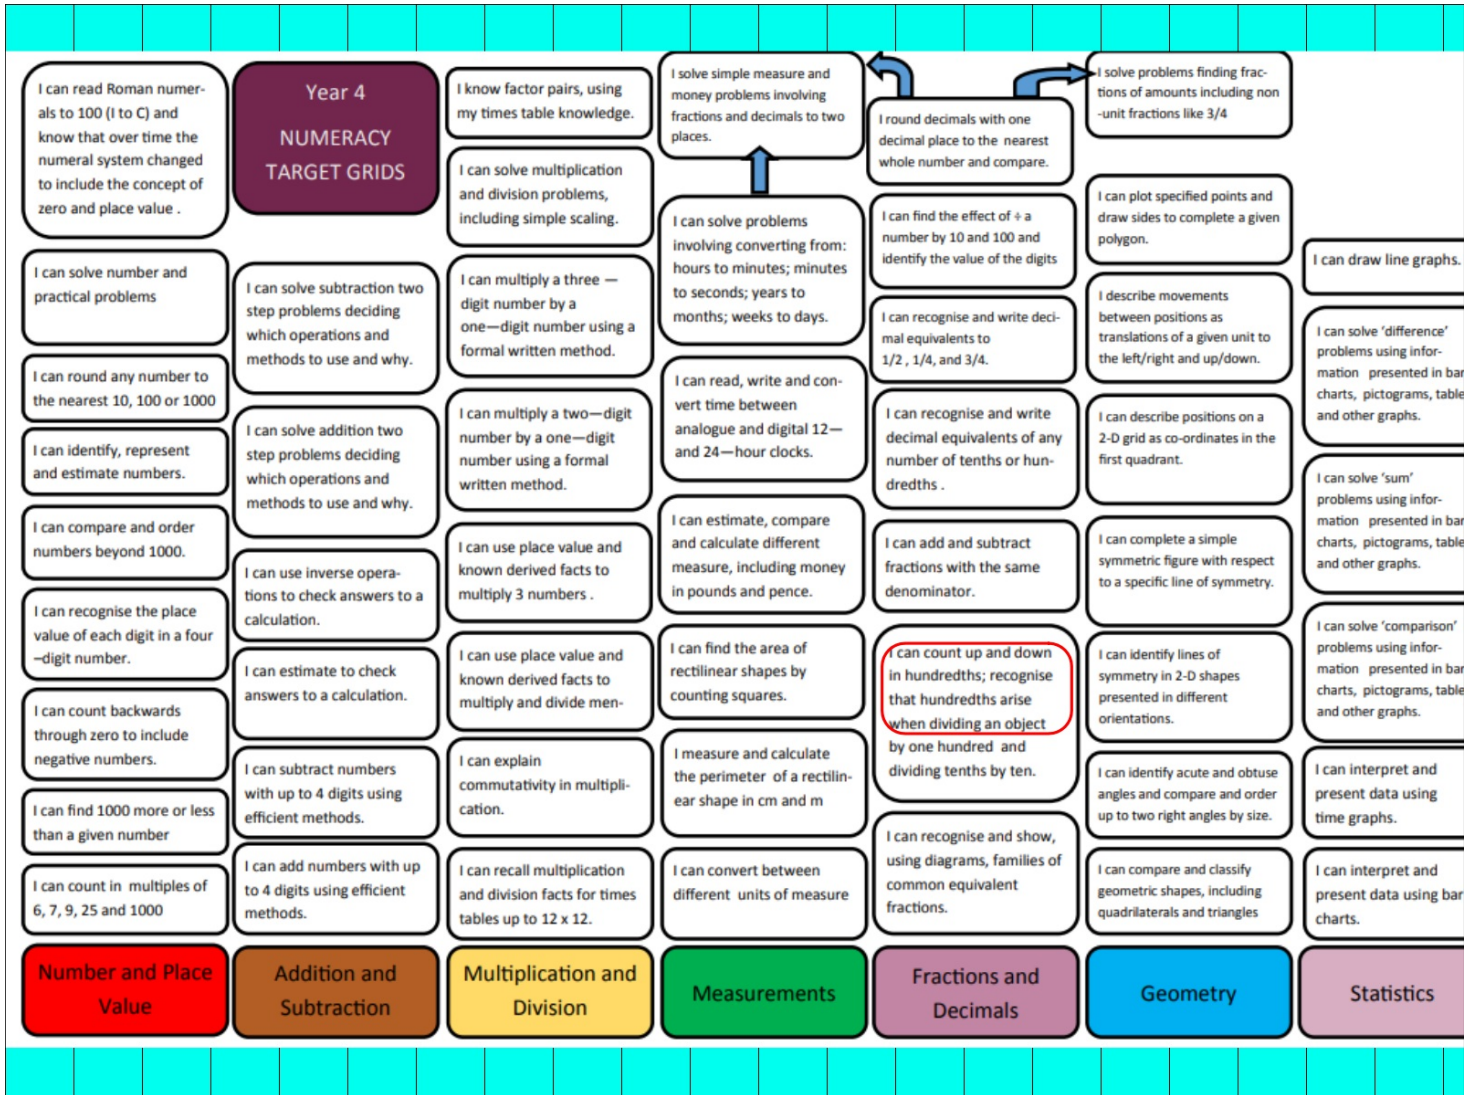 I can read Roman numer-
als to 100 (I to C) and
know that over time the
numeral system changed
to include the concept of
zero and place value .
I can solve number and
practical problems
I can round any number to
the nearest 10, 100 or 1000
I can identify, represent
and estimate numbers.
I can compare and order
numbers beyond 1000.
I can recognise the place
value of each digit in a four
–digit number.
I can count backwards
through zero to include
negative numbers.
I can find 1000 more or less
than a given number
I can count in multiples of
6, 7, 9, 25 and 1000
Number and Place
Value
Year 4
NUMERACY
TARGET GRIDS
I can solve subtraction two
step problems deciding
which operations and
methods to use and why.
I can solve addition two
step problems deciding
which operations and
methods to use and why.
I can use inverse opera-
tions to check answers to a
calculation.
I can estimate to check
answers to a calculation.
I can subtract numbers
with up to 4 digits using
efficient methods.
I can add numbers with up
to 4 digits using efficient
methods.
Addition and
Subtraction
I know factor pairs, using
my times table knowledge.
I can solve multiplication
and division problems,
including simple scaling.
I can multiply a three —
digit number by a
one—digit number using a
formal written method.
I can multiply a two—digit
number by a one—digit
number using a formal
written method.
I can use place value and
known derived facts to
multiply 3 numbers .
I can use place value and
known derived facts to
multiply and divide men-
I can explain
commutativity in multipli-
cation.
I can recall multiplication
and division facts for times
tables up to 12 x 12.
Multiplication and
Division
I solve simple measure and
money problems involving
fractions and decimals to two
places.
I can solve problems
involving converting from:
hours to minutes; minutes
to seconds; years to
months; weeks to days.
I can read, write and con-
vert time between
analogue and digital 12—
and 24—hour clocks.
I can estimate, compare
and calculate different
measure, including money
in pounds and pence.
I can find the area of
rectilinear shapes by
counting squares.
I measure and calculate
the perimeter of a rectilin-
ear shape in cm and m
I can convert between
different units of measure
Measurements
I round decimals with one
decimal place to the nearest
whole number and compare.
I can find the effect of ÷ a
number by 10 and 100 and
identify the value of the digits
I can recognise and write deci-
mal equivalents to
1/2 , 1/4, and 3/4.
I can recognise and write
decimal equivalents of any
number of tenths or hun-
dredths .
I can add and subtract
fractions with the same
denominator.
I can count up and down
in hundredths; recognise
that hundredths arise
when dividing an object
by one hundred and
dividing tenths by ten.
I can recognise and show,
using diagrams, families of
common equivalent
fractions.
Fractions and
Decimals
I solve problems finding frac-
tions of amounts including non
-unit fractions like 3/4
I can plot specified points and
draw sides to complete a given
polygon.
I describe movements
between positions as
translations of a given unit to
the left/right and up/down.
I can describe positions on a
2-D grid as co-ordinates in the
first quadrant.
I can complete a simple
symmetric figure with respect
to a specific line of symmetry.
I can identify lines of
symmetry in 2-D shapes
presented in different
orientations.
I can identify acute and obtuse
angles and compare and order
up to two right angles by size.
I can compare and classify
geometric shapes, including
quadrilaterals and triangles
Geometry
I can draw line graphs.
I can solve ‘difference’
problems using infor-
mation presented in bar
charts, pictograms, table
and other graphs.
I can solve ‘sum’
problems using infor-
mation presented in bar
charts, pictograms, table
and other graphs.
I can solve ‘comparison’
problems using infor-
mation presented in bar
charts, pictograms, table
and other graphs.
I can interpret and
present data using
time graphs.
I can interpret and
present data using bar
charts.
Statistics